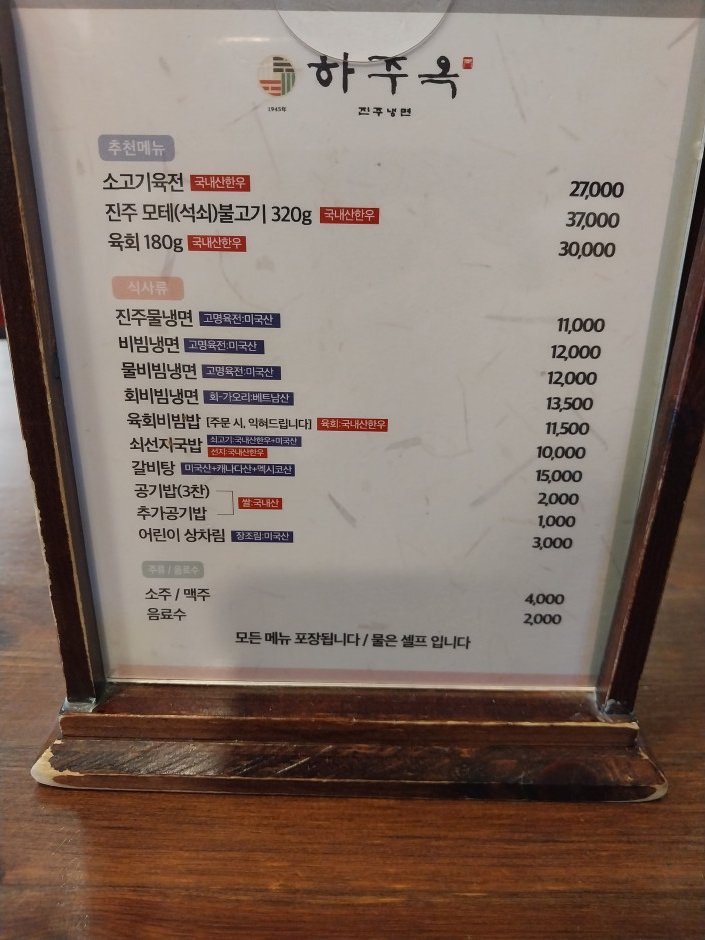 하주옥
1945年
진주냉면
추천메뉴
소고기육전 국내산한우 27,000
진주 모테(석쇠)불고기 320g 국내산한우 37,000
육회 180g 국내산한우 30,000
식사류
진주물냉면 고명육전:미국산 11,000
비빔냉면 고명육전:미국산 12,000
물비빔냉면 고명육전:미국산 12,000
회비빔냉면 회-가오리:베트남산 13,500
육회비빔밥 [주문 시, 익혀드립니다] 육회:국내산한우 11,500
쇠선지국밥 쇠고기:국내산한우+미국산 선지:국내산한우 10,000
갈비탕 미국산+캐나다산+멕시코산 15,000
공기밥(3찬) 쌀:국내산 2,000
추가공기밥 1,000
어린이 상차림 장조림:미국산 3,000
주류 / 음료수
소주 / 맥주 4,000
음료수 2,000
모든 메뉴 포장됩니다 / 물은 셀프 입니다